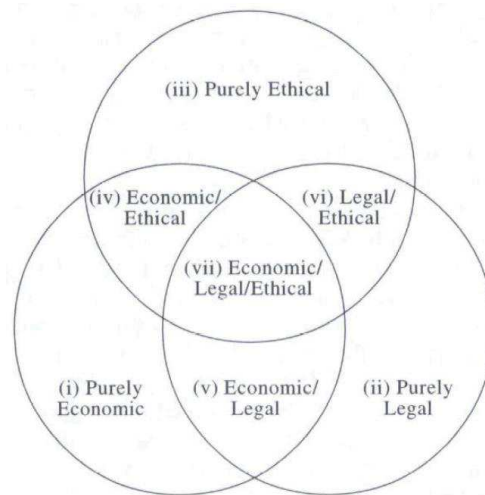 (iii) Purely Ethical
(iv) Economic/
Ethical
(vi) Legal/
Ethical
(vii) Economic/
Legal/Ethical
(i) Purely
Economic
(v) Economic/
Legal
(ii) Purely
Legal